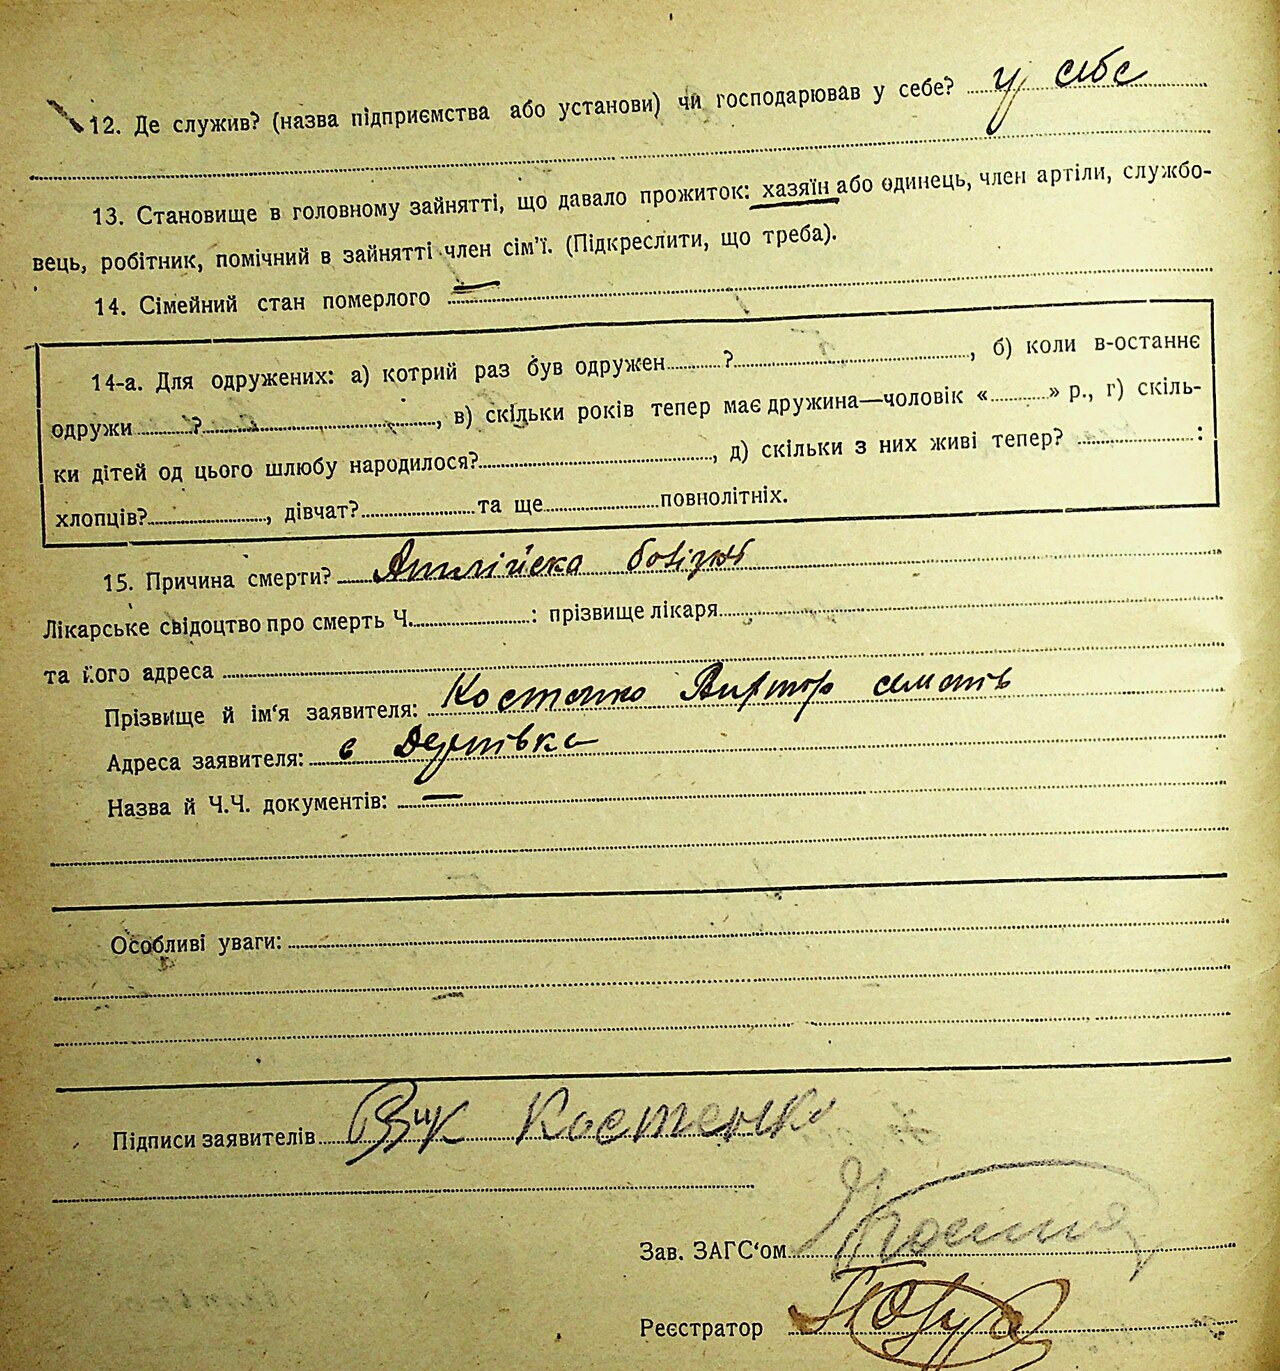 12. Де служив? (назва підприємства або установи) чи господарював у себе? у себе
13. Становище в головному зайнятті, що давало прожиток: хазяїн або одинець, член артіли, службо-
вець, робітник, помічний в зайнятті член сім'ї. (Підкреслити, що треба).
14. Сімейний стан померлого —
14-а. Для одружених: а) котрий раз був одружен ? , б) коли в-останнє
одружи ? , в) скільки років тепер має дружина—чоловік « » р., г) скіль-
ки дітей од цього шлюбу народилося? , д) скільки з них живі тепер? :
хлопців? , дівчат? та ще повнолітніх.
15. Причина смерти? Англійска
Лікарське свідоцтво про смерть Ч. : прізвище лікаря
та його адреса
Прізвище й ім'я заявителя: Костенко
Адреса заявителя: с
Назва й Ч.Ч. документів: —
Особливі уваги:
Підписи заявителів Костенко
Зав. ЗАГС'ом
Реєстратор